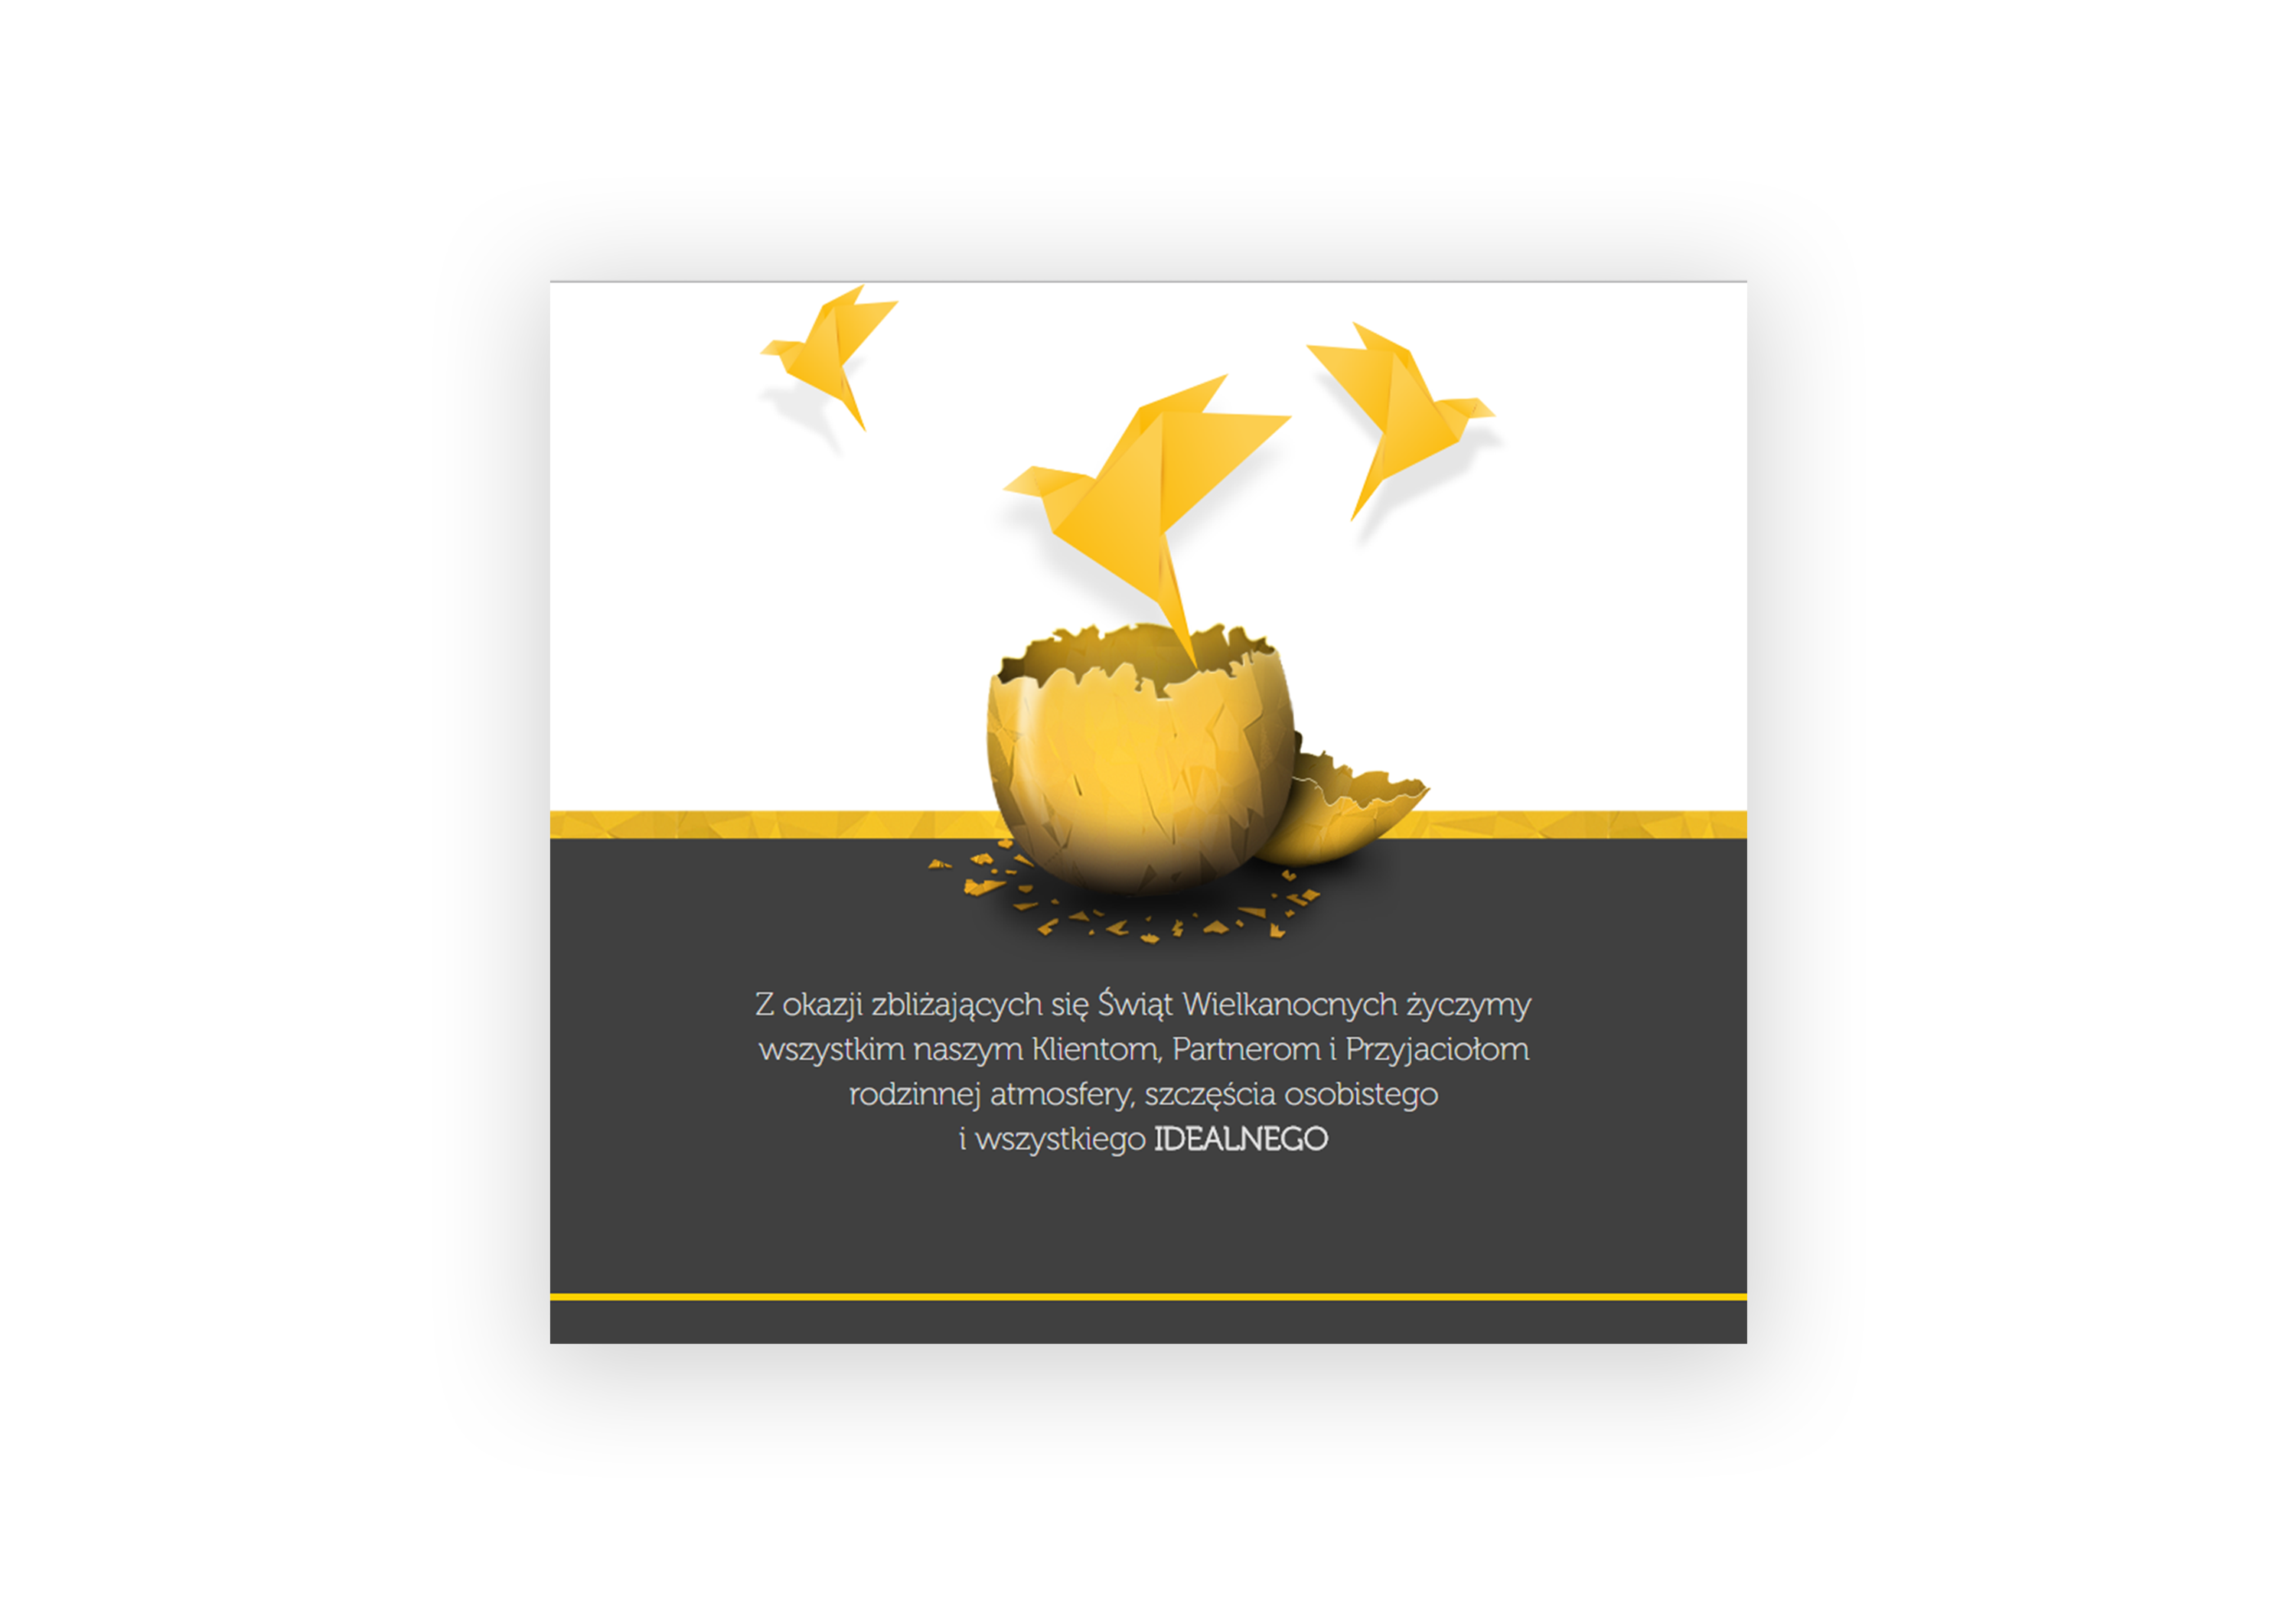 Z okazji zbliżających się Świąt Wielkanocnych życzymy
wszystkim naszym Klientom, Partnerom i Przyjaciołom
rodzinnej atmosfery, szczęścia osobistego
i wszystkiego IDEALNEGO